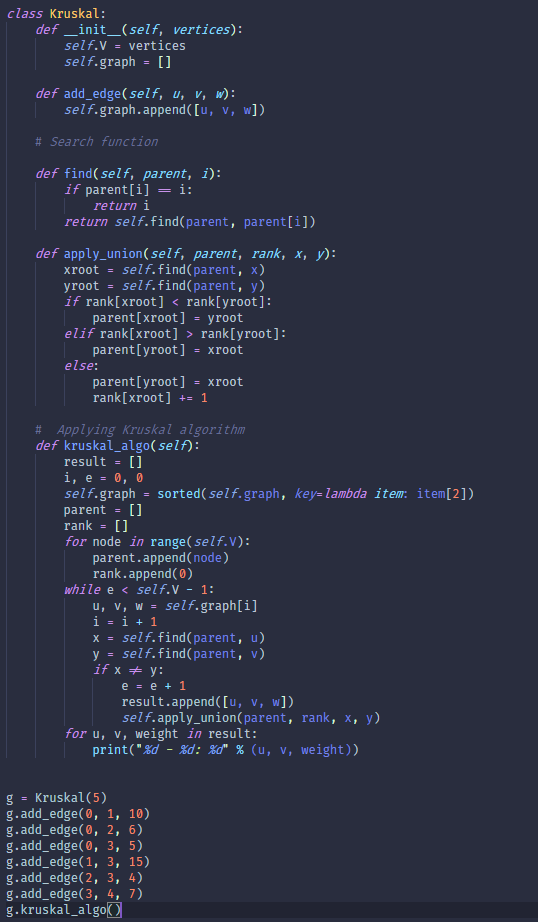 class Kruskal:
    def __init__(self, vertices):
        self.V = vertices
        self.graph = []

    def add_edge(self, u, v, w):
        self.graph.append([u, v, w])

    # Search function

    def find(self, parent, i):
        if parent[i] == i:
            return i
        return self.find(parent, parent[i])

    def apply_union(self, parent, rank, x, y):
        xroot = self.find(parent, x)
        yroot = self.find(parent, y)
        if rank[xroot] < rank[yroot]:
            parent[xroot] = yroot
        elif rank[xroot] > rank[yroot]:
            parent[yroot] = xroot
        else:
            parent[yroot] = xroot
            rank[xroot] += 1

    #  Applying Kruskal algorithm
    def kruskal_algo(self):
        result = []
        i, e = 0, 0
        self.graph = sorted(self.graph, key=lambda item: item[2])
        parent = []
        rank = []
        for node in range(self.V):
            parent.append(node)
            rank.append(0)
        while e < self.V - 1:
            u, v, w = self.graph[i]
            i = i + 1
            x = self.find(parent, u)
            y = self.find(parent, v)
            if x != y:
                e = e + 1
                result.append([u, v, w])
                self.apply_union(parent, rank, x, y)
        for u, v, weight in result:
            print("%d - %d: %d" % (u, v, weight))


g = Kruskal(5)
g.add_edge(0, 1, 10)
g.add_edge(0, 2, 6)
g.add_edge(0, 3, 5)
g.add_edge(1, 3, 15)
g.add_edge(2, 3, 4)
g.add_edge(3, 4, 7)
g.kruskal_algo()